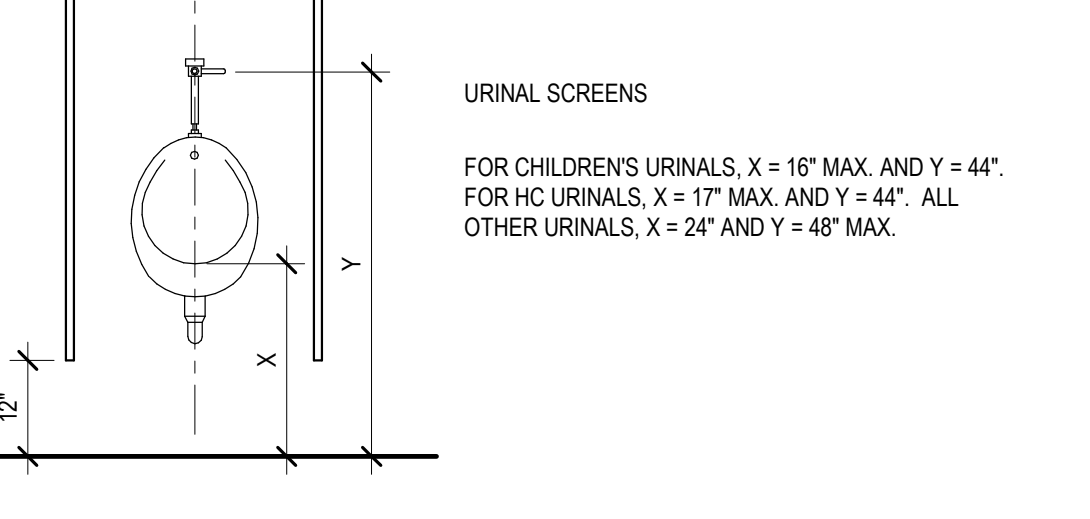 URINAL SCREENS
FOR CHILDREN'S URINALS, X = 16" MAX. AND Y = 44".
FOR HC URINALS, X = 17" MAX. AND Y = 44".  ALL
OTHER URINALS, X = 24" AND Y = 48" MAX.
Y
X
12"